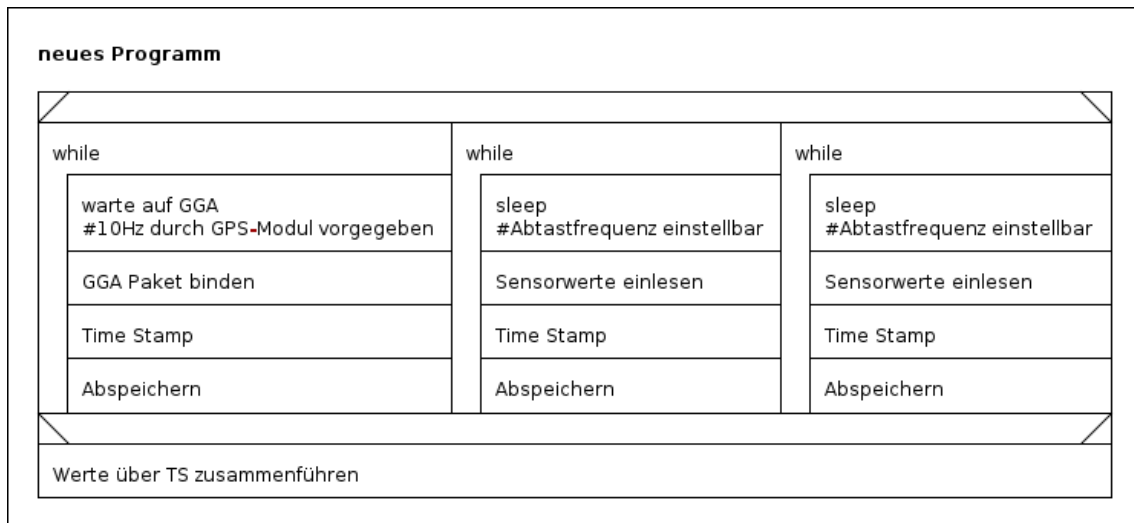 neues Programm
while
warte auf GGA
#10Hz durch GPS-Modul vorgegeben
GGA Paket binden
Time Stamp
Abspeichern
while
sleep
#Abtastfrequenz einstellbar
Sensorwerte einlesen
Time Stamp
Abspeichern
while
sleep
#Abtastfrequenz einstellbar
Sensorwerte einlesen
Time Stamp
Abspeichern
Werte über TS zusammenführen